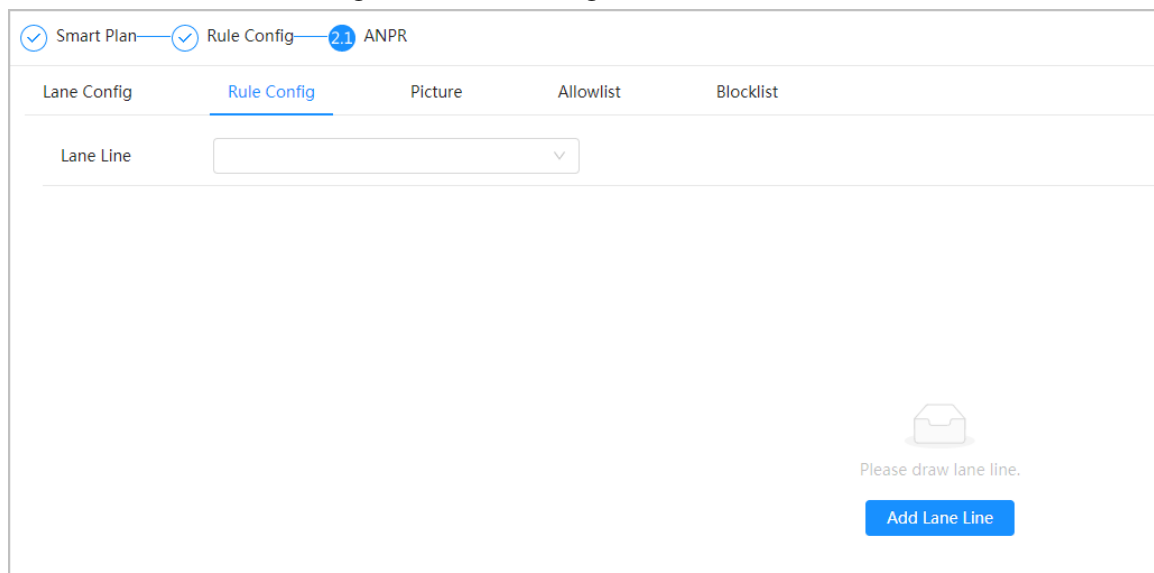 Smart Plan Rule Config 2.1 ANPR
Lane Config Rule Config Picture Allowlist Blocklist
Lane Line
Please draw lane line.
Add Lane Line